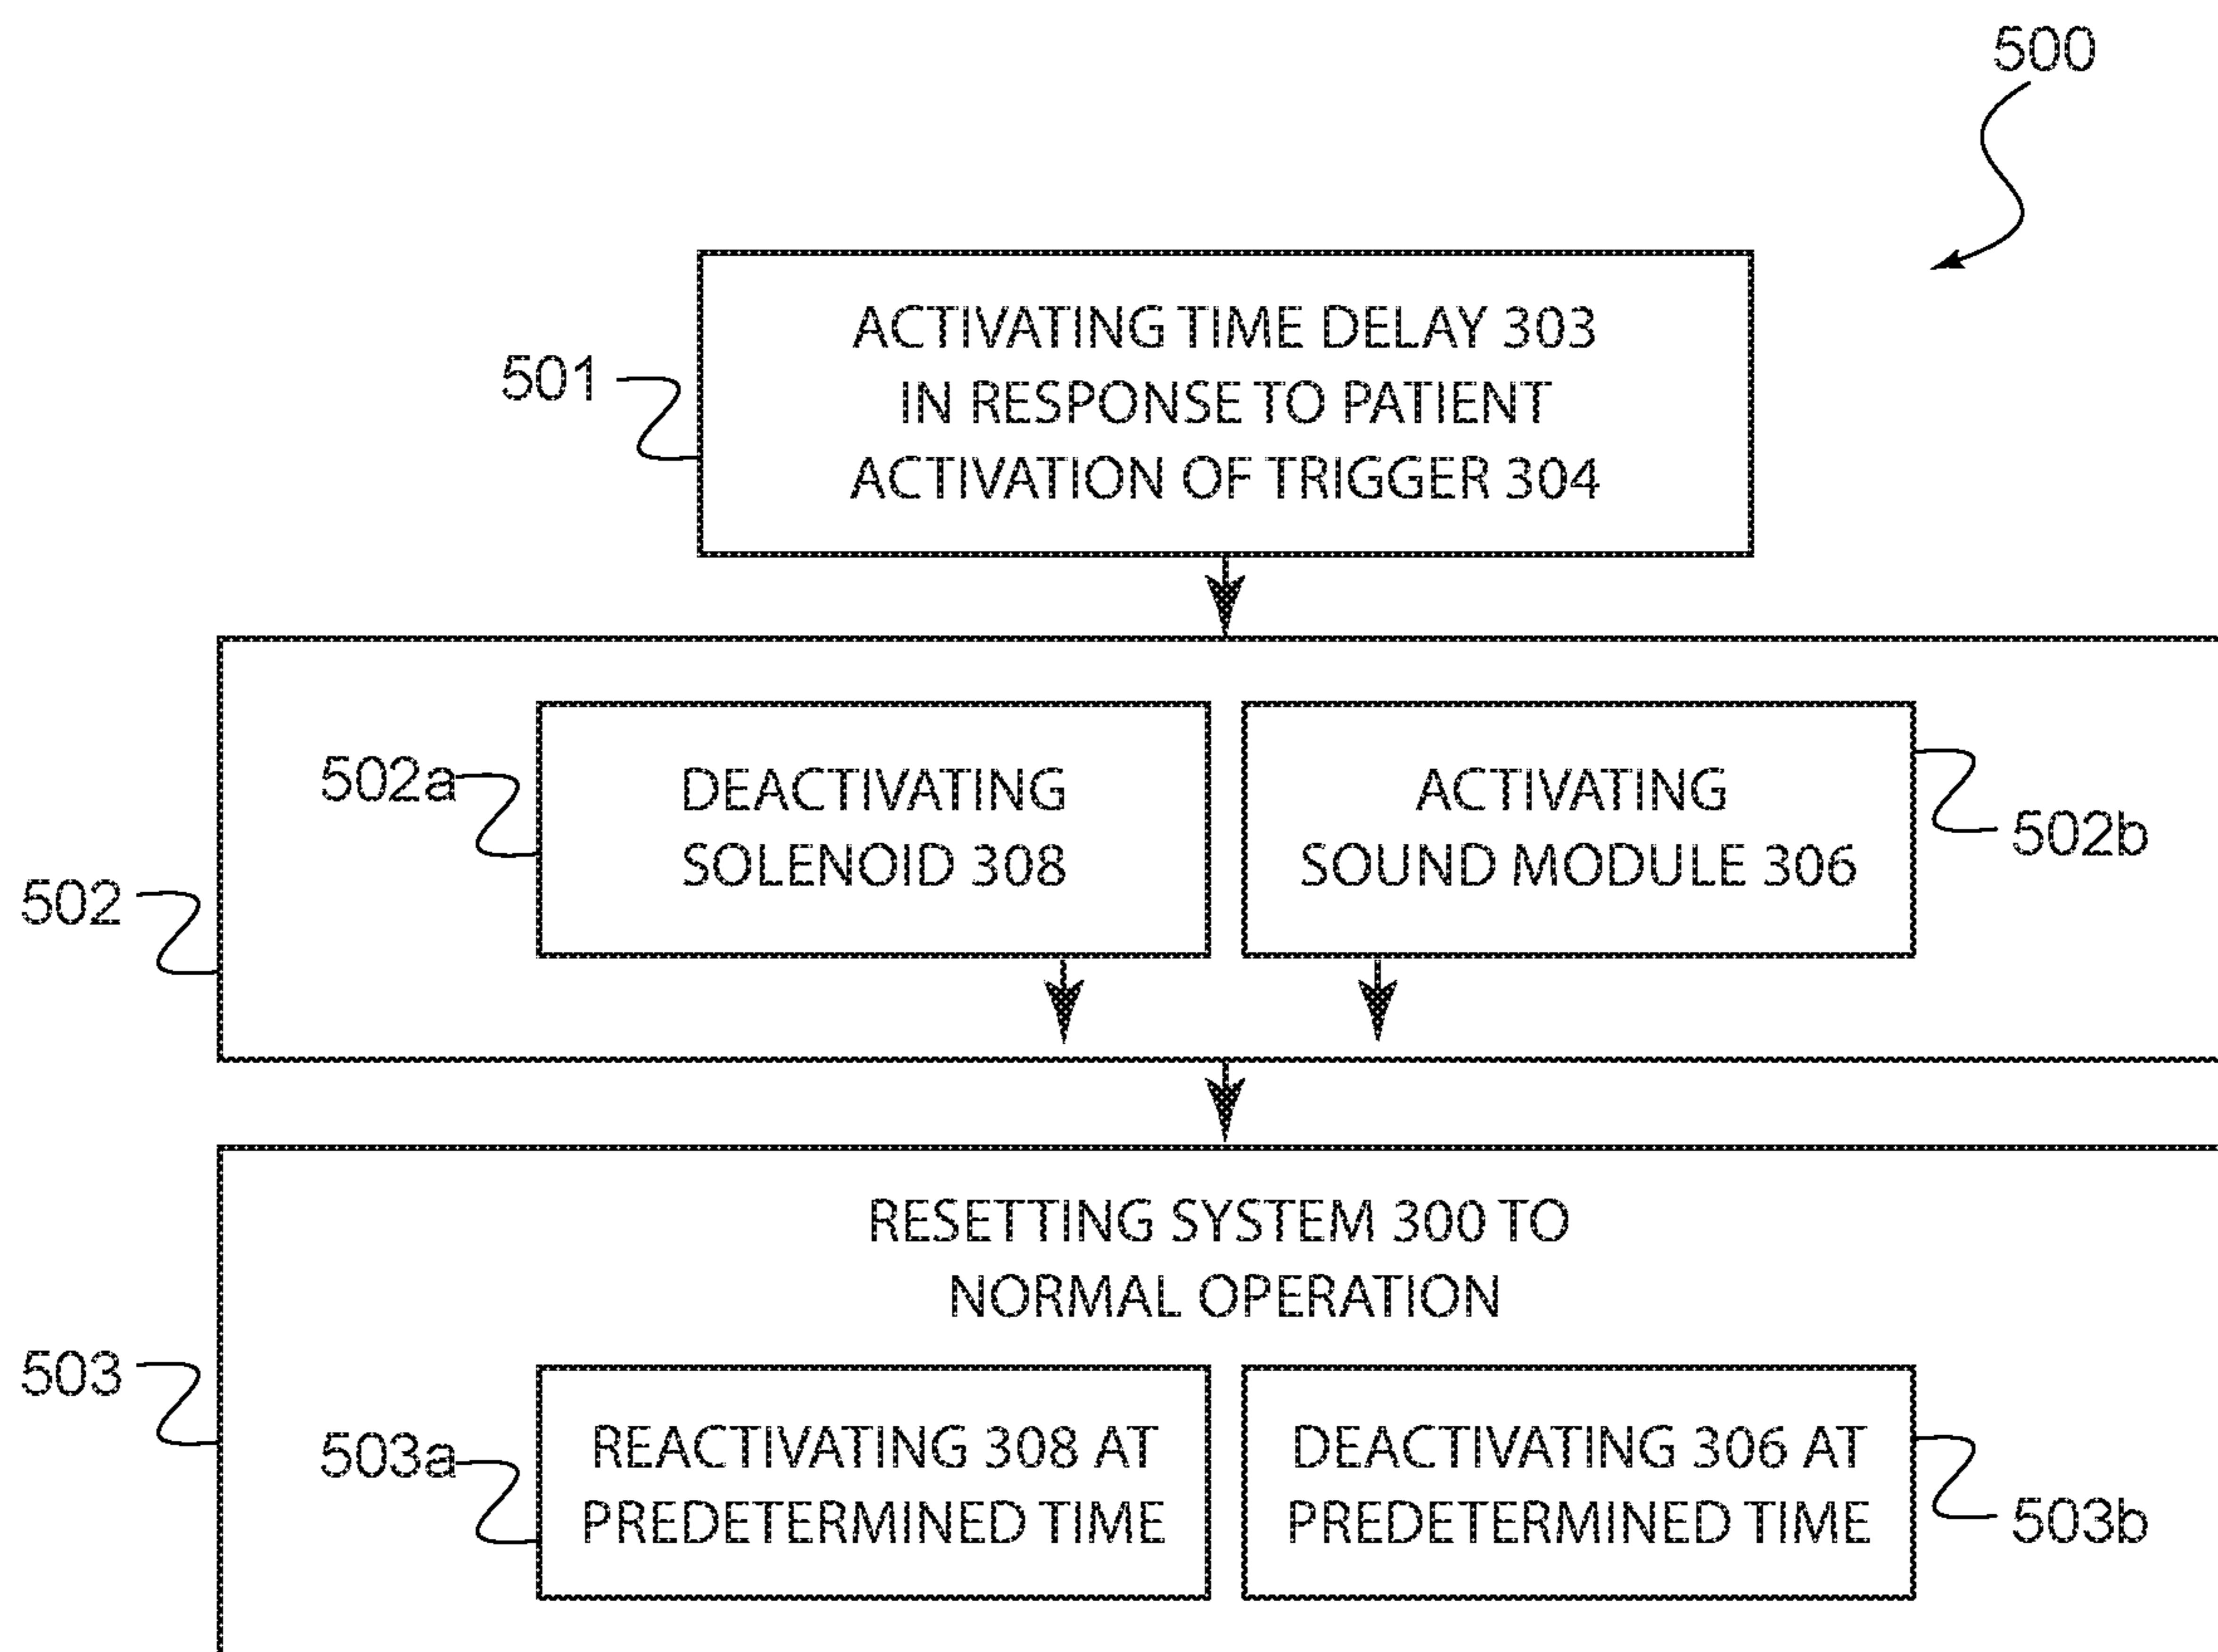 500
501
ACTIVATING TIME DELAY 303
IN RESPONSE TO PATIENT
ACTIVATION OF TRIGGER 304
502
502a
DEACTIVATING
SOLENOID 308
ACTIVATING
SOUND MODULE 306
502b
503
RESETTING SYSTEM 300 TO
NORMAL OPERATION
503a
REACTIVATING 308 AT
PREDETERMINED TIME
DEACTIVATING 306 AT
PREDETERMINED TIME
503b